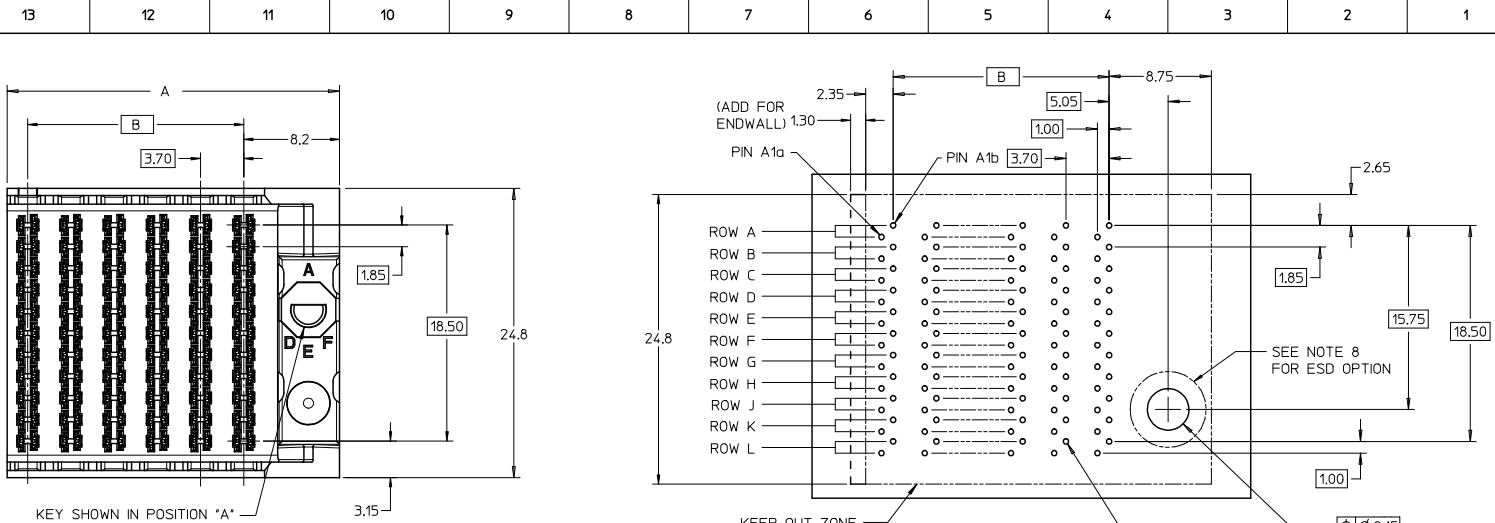 13 12 11 10 9 8 7 6 5 4 3 2 1
A
B
8.2
3.70
1.85
18.50
24.8
A
D E F
3.15
KEY SHOWN IN POSITION "A"
B
8.75
2.35
5.05
(ADD FOR
ENDWALL) 1.30
1.00
PIN A1a
PIN A1b
3.70
2.65
ROW A
ROW B
ROW C
ROW D
ROW E
ROW F
ROW G
ROW H
ROW J
ROW K
ROW L
24.8
1.85
15.75
18.50
SEE NOTE 8
FOR ESD OPTION
1.00
KEEP OUT ZONE